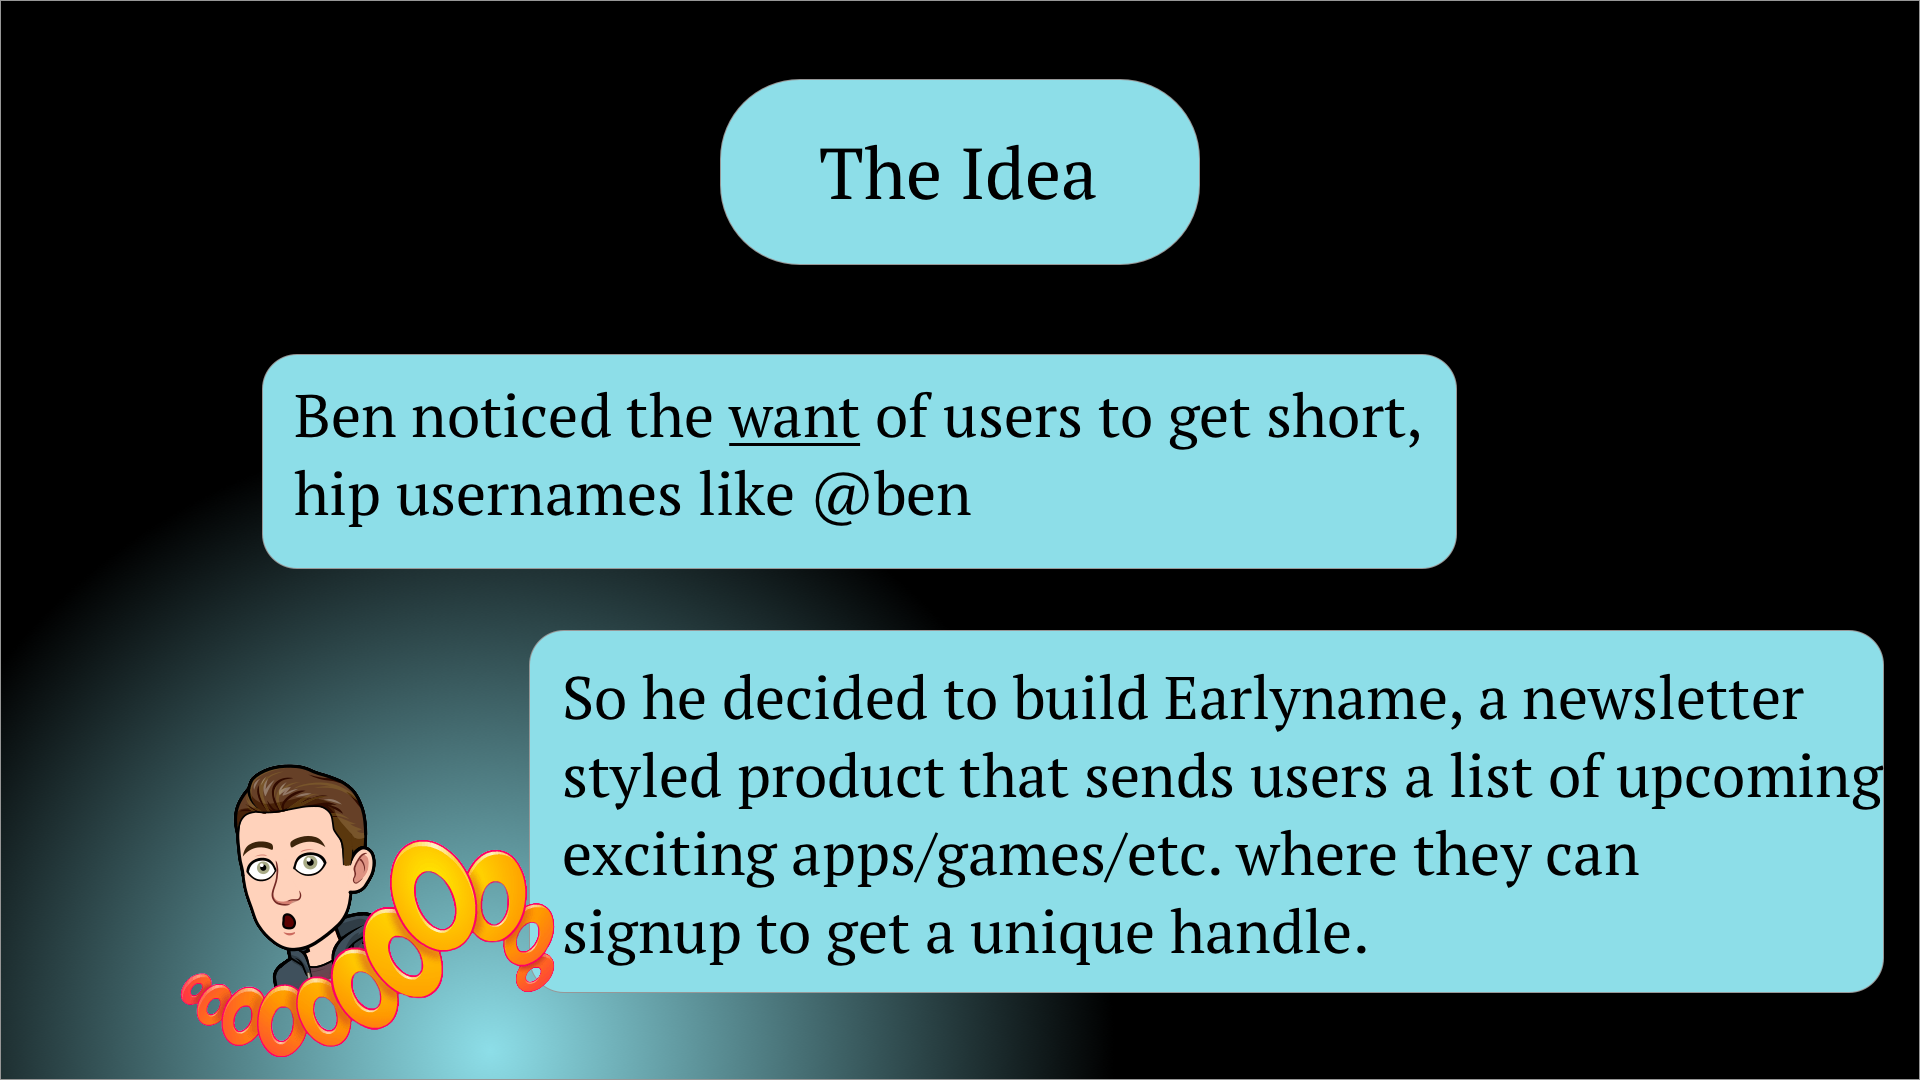 The Idea
Ben noticed the want of users to get short,
hip usernames like @ben
So he decided to build Earlyname, a newsletter
styled product that sends users a list of upcoming
exciting apps/games/etc. where they can
signup to get a unique handle.
OOOOOOOOOOO